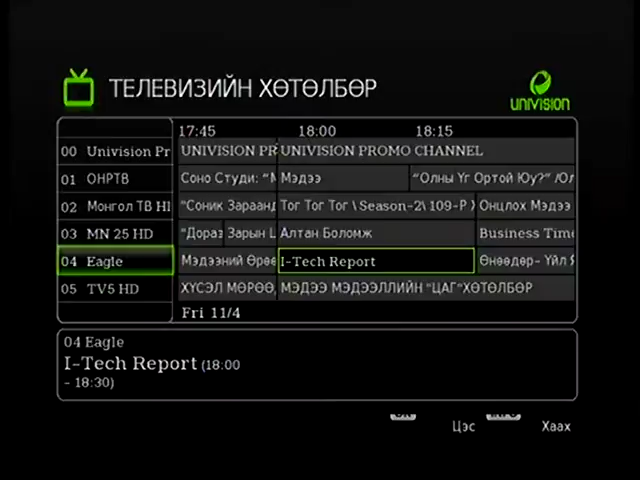 ТЕЛЕВИЗИЙН ХӨТӨЛБӨР
univision
17:45 18:00 18:15
00 Univision Pr UNIVISION PR UNIVISION PROMO CHANNEL
01 ОНРТВ Соно Студи: "М Мэдээ "Олны Үг Ортой Юу?" /Ол
02 Монгол ТВ HI "Соник Зараанд Тог Тог Тог \ Season-2\ 109-Р Онцлох Мэдээ
03 MN 25 HD "Дораз Зарын Ц Алтан Боломж Business Time
04 Eagle Мэдээний Өрөө I-Tech Report Өнөөдөр- Үйл Я
05 TV5 HD ХҮСЭЛ МӨРӨӨ, МЭДЭЭ МЭДЭЭЛЛИЙН "ЦАГ"ХӨТӨЛБӨР
Fri 11/4
04 Eagle
I-Tech Report (18:00
- 18:30)
Цэс Хаах